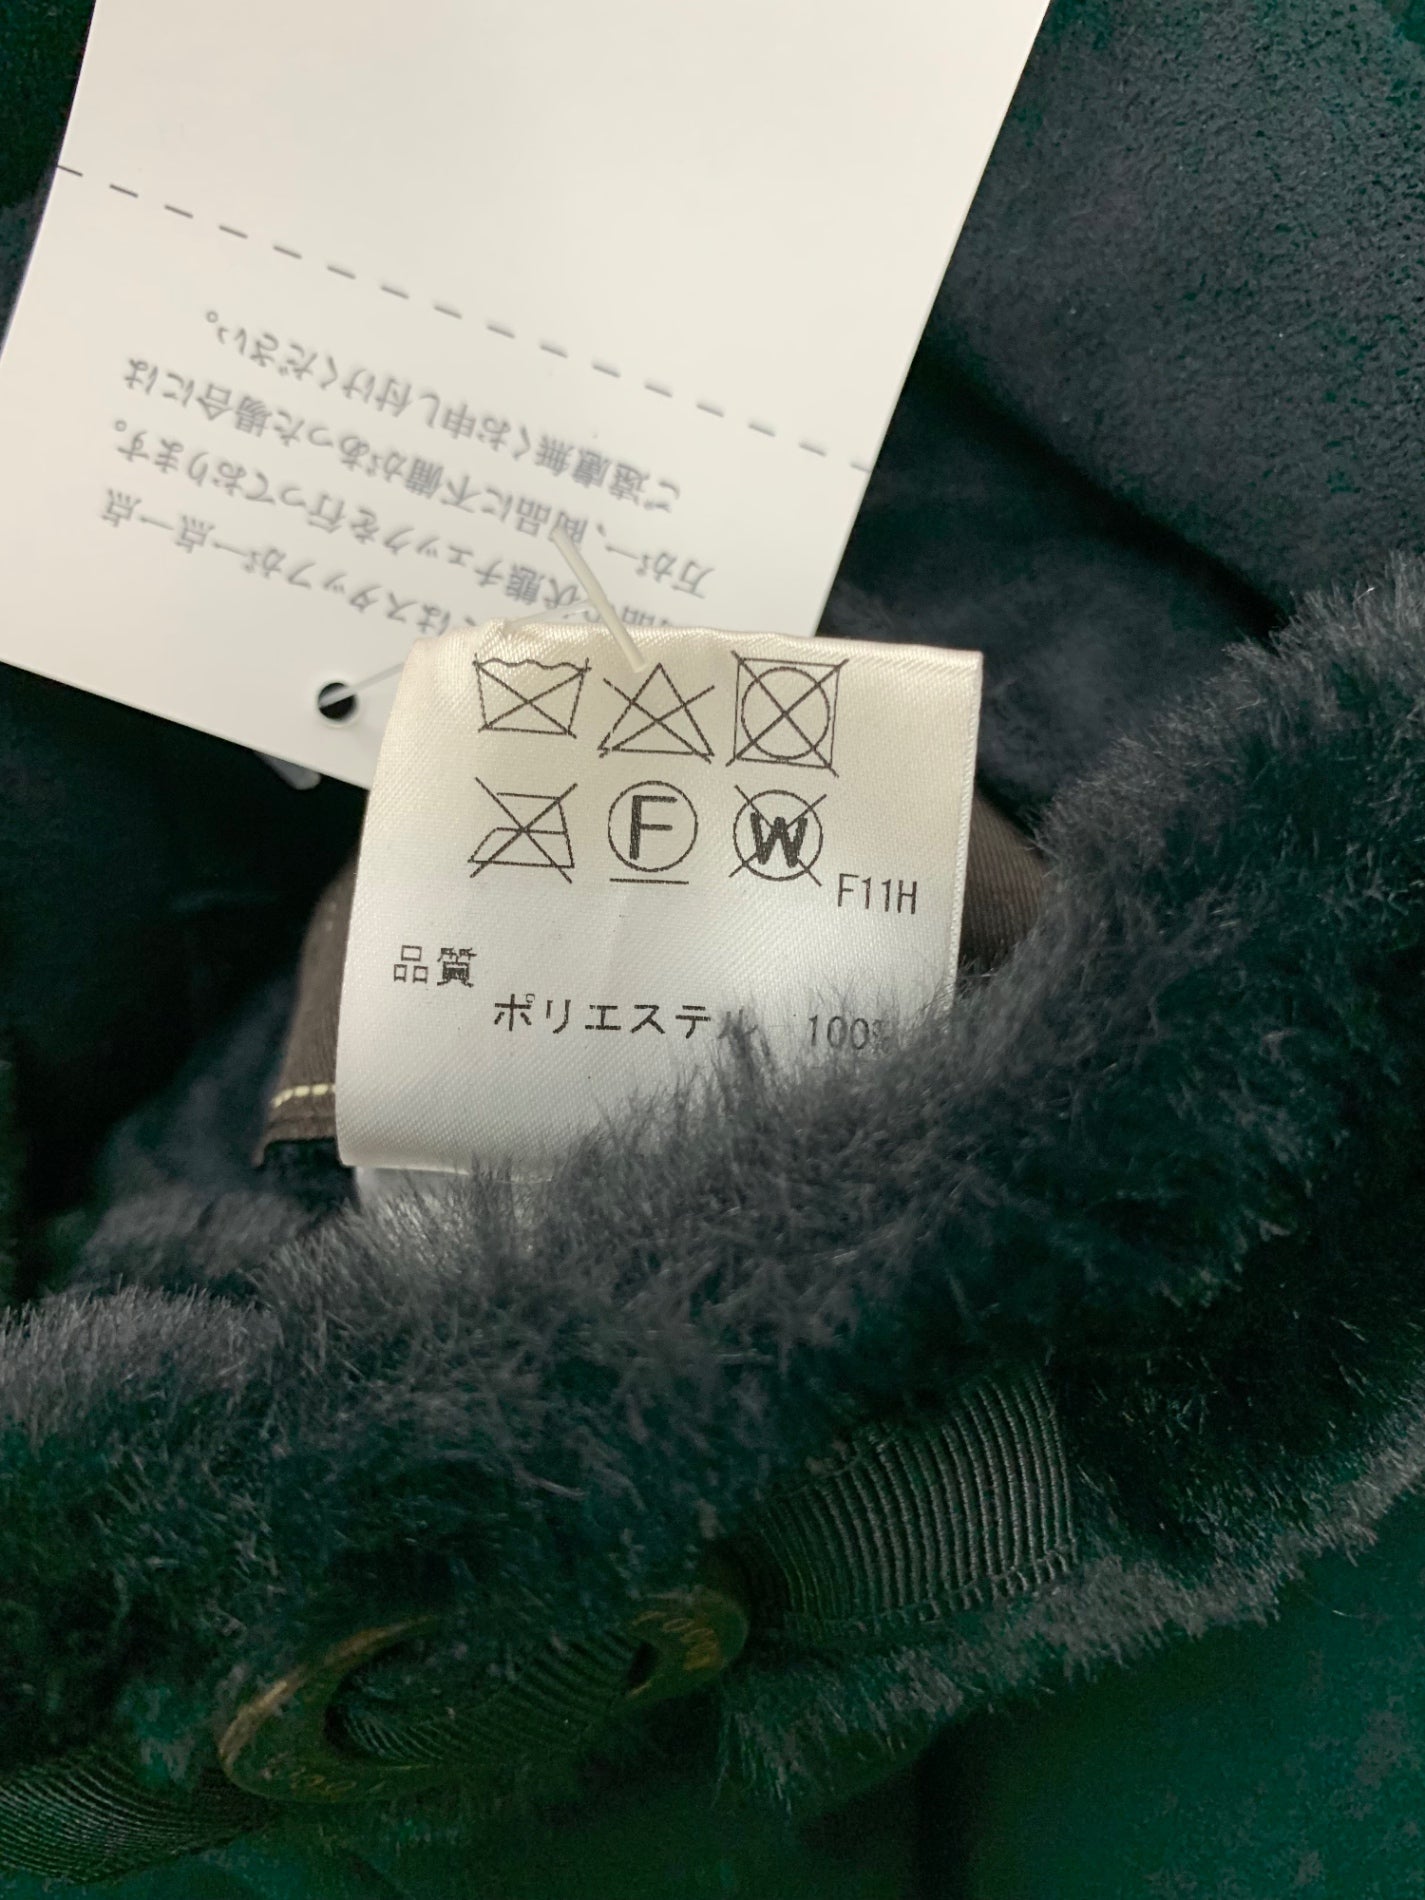 F
W
F11H
品質
ポリエステル 100%
はスタッフが一点一点
状態チェックを行っております。
万が一、商品に不備があった場合には
ご遠慮無くお申し付けください。